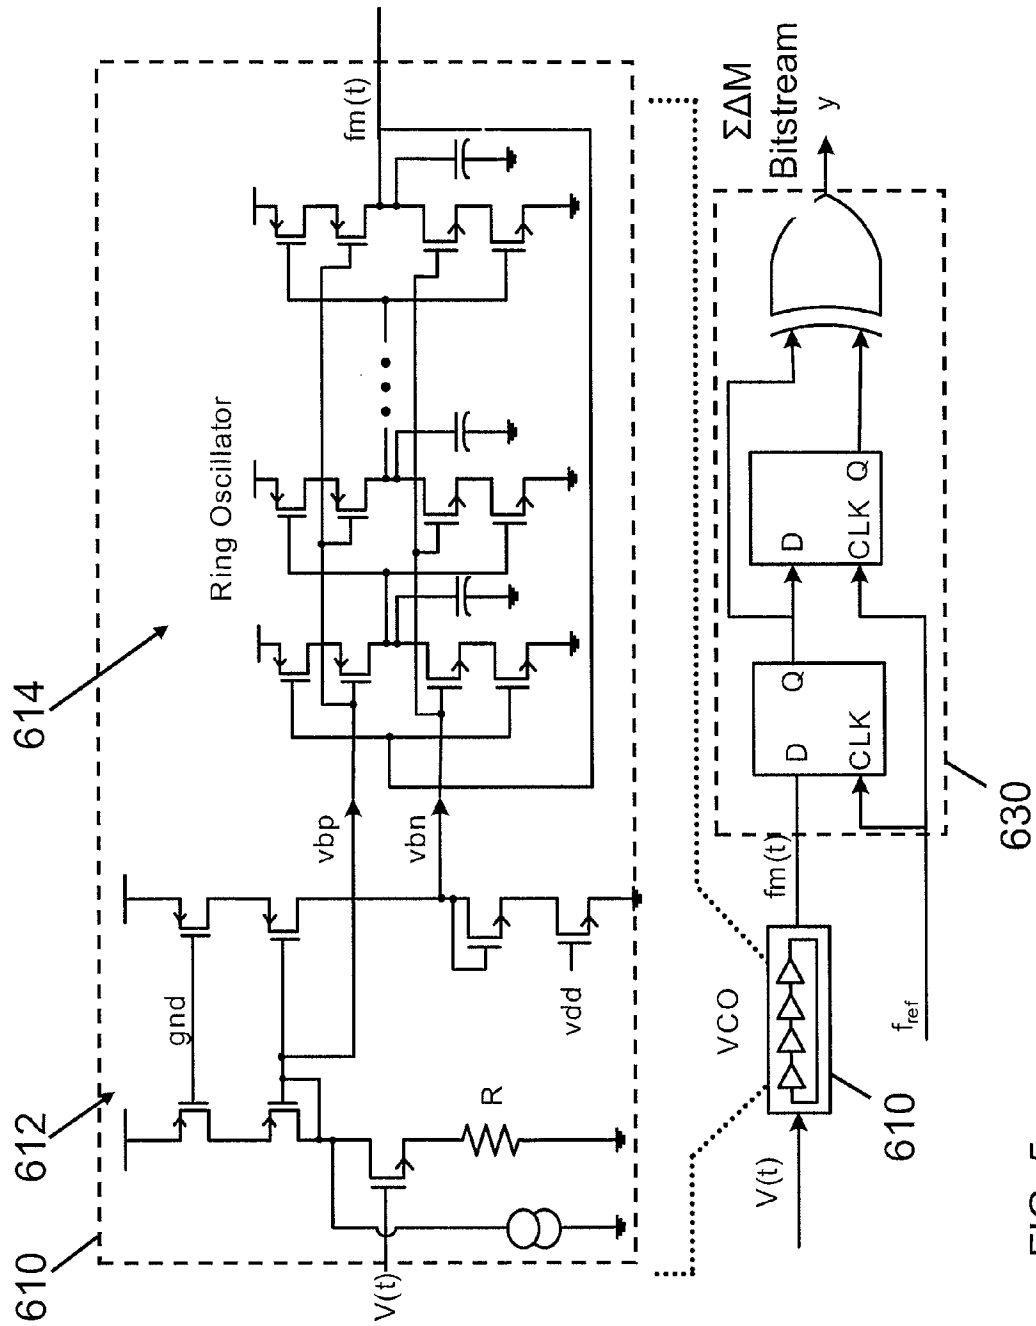 610
612
614
V(t)
gnd
R
vdd
vbp
vbn
Ring Oscillator
fm(t)
V(t)
VCO
610
fm(t)
f_ref
D
Q
CLK
D
CLK
Q
630
ΣΔM
Bitstream
y
FIG.